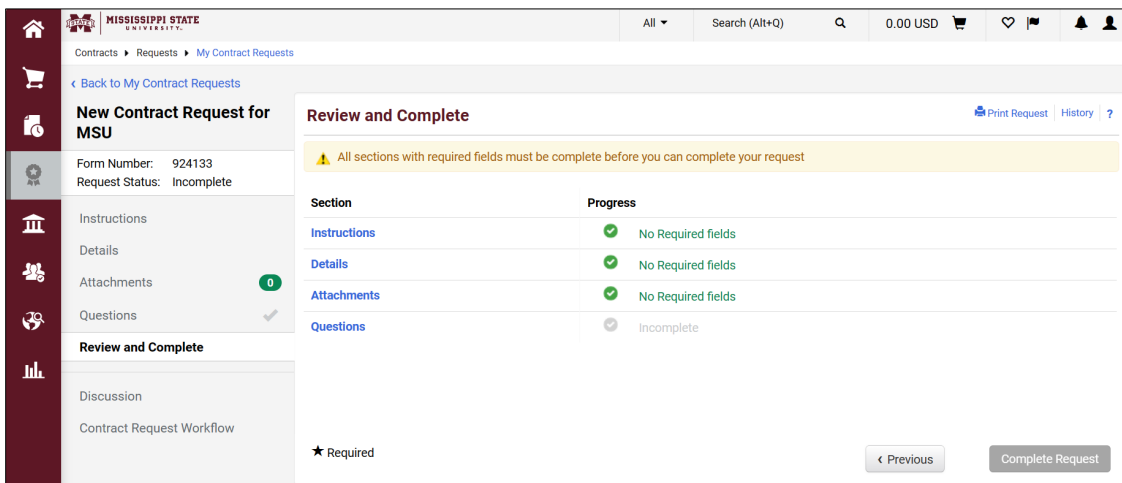 STATE
MISSISSIPPI STATE
UNIVERSITY™
All
Search (Alt+Q)
0.00 USD
Contracts
Requests
My Contract Requests
Back to My Contract Requests
New Contract Request for
MSU
Form Number: 924133
Request Status: Incomplete
Instructions
Details
Attachments 0
Questions
Review and Complete
Discussion
Contract Request Workflow
Review and Complete
Print Request
History
?
All sections with required fields must be complete before you can complete your request
Section Progress
Instructions No Required fields
Details No Required fields
Attachments No Required fields
Questions Incomplete
★ Required
‹ Previous
Complete Request